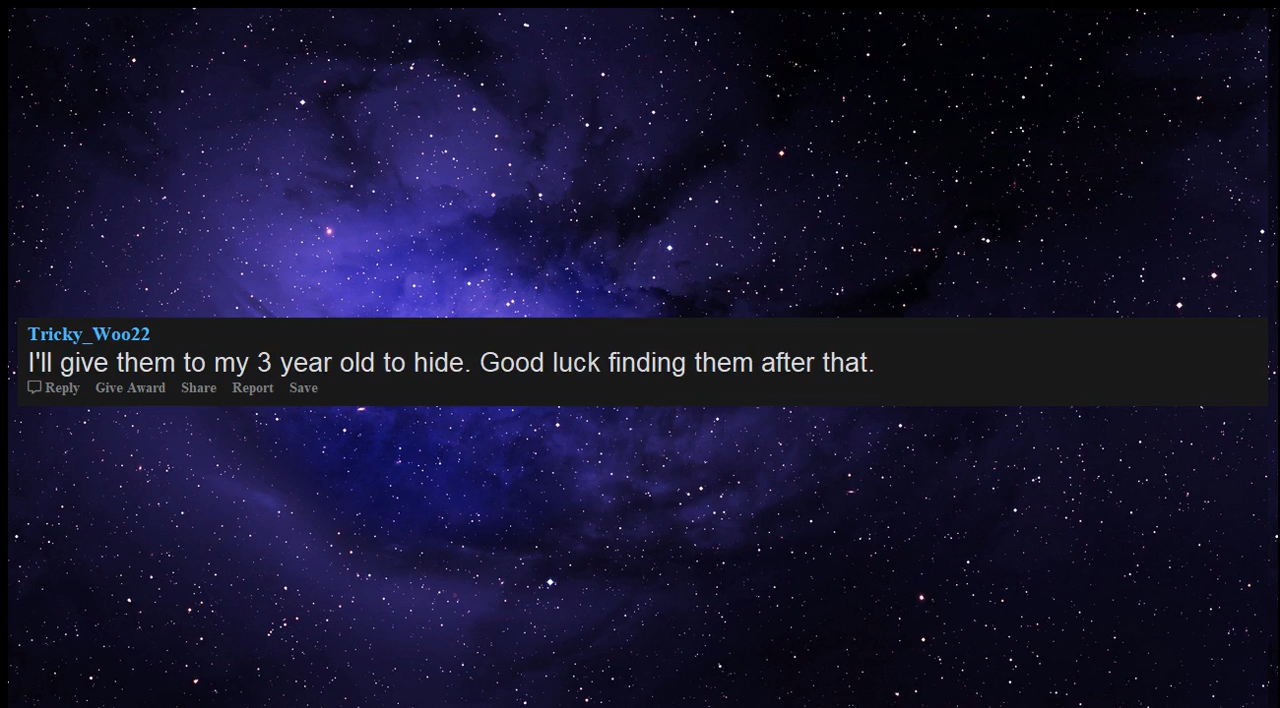 Tricky_Woo22
I'll give them to my 3 year old to hide. Good luck finding them after that.
Reply Give Award Share Report Save